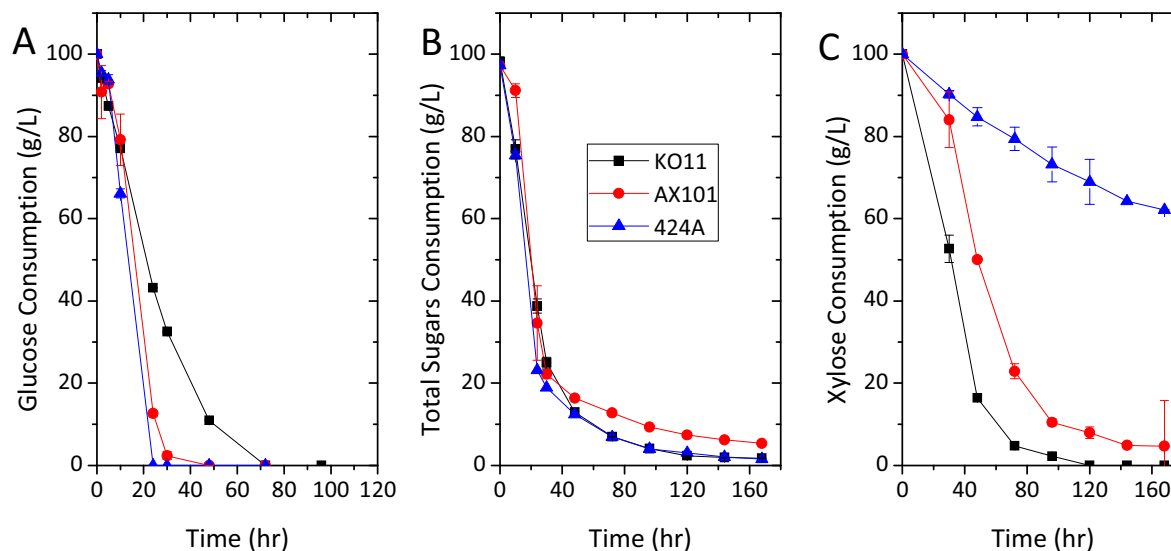 A
Glucose Consumption (g/L)
100
80
60
40
20
0
0 20 40 60 80 100 120
Time (hr)
B
Total Sugars Consumption (g/L)
100
80
60
40
20
0
0 40 80 120 160
Time (hr)
KO11
AX101
424A
C
Xylose Consumption (g/L)
100
80
60
40
20
0
0 40 80 120 160
Time (hr)